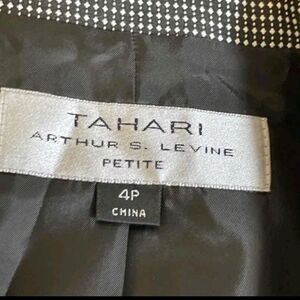 TAHARI
ARTHUR S. LEVINE
PETITE
4P
CHINA